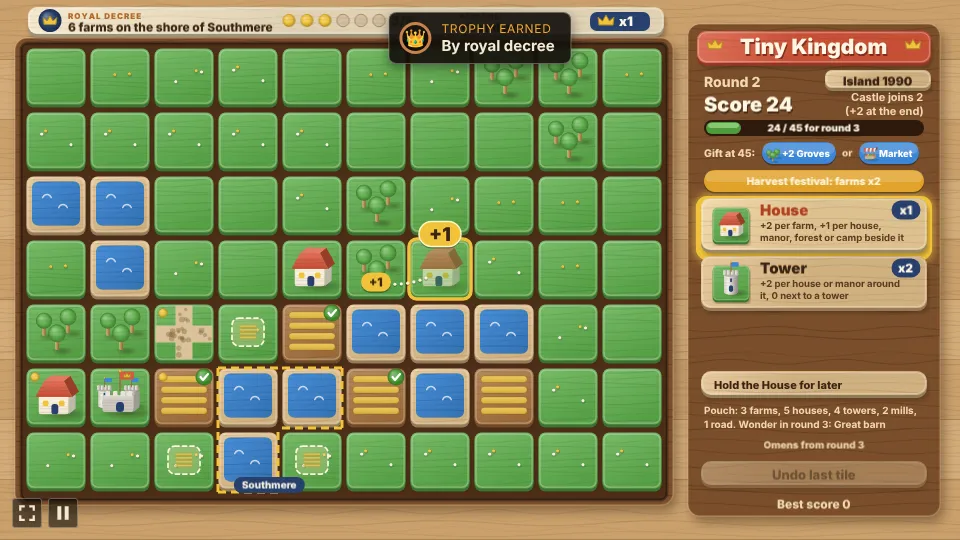 ROYAL DECREE
6 farms on the shore of Southmere
x1
TROPHY EARNED
By royal decree
+1
+1
Southmere
Tiny Kingdom
Round 2
Island 1990
Score 24
Castle joins 2
(+2 at the end)
24 / 45 for round 3
Gift at 45:
+2 Groves
or
Market
Harvest festival: farms x2
House
x1
+2 per farm, +1 per house,
manor, forest or camp beside it
Tower
x2
+2 per house or manor around
it, 0 next to a tower
Hold the House for later
Pouch: 3 farms, 5 houses, 4 towers, 2 mills,
1 road. Wonder in round 3: Great barn
Omens from round 3
Undo last tile
Best score 0